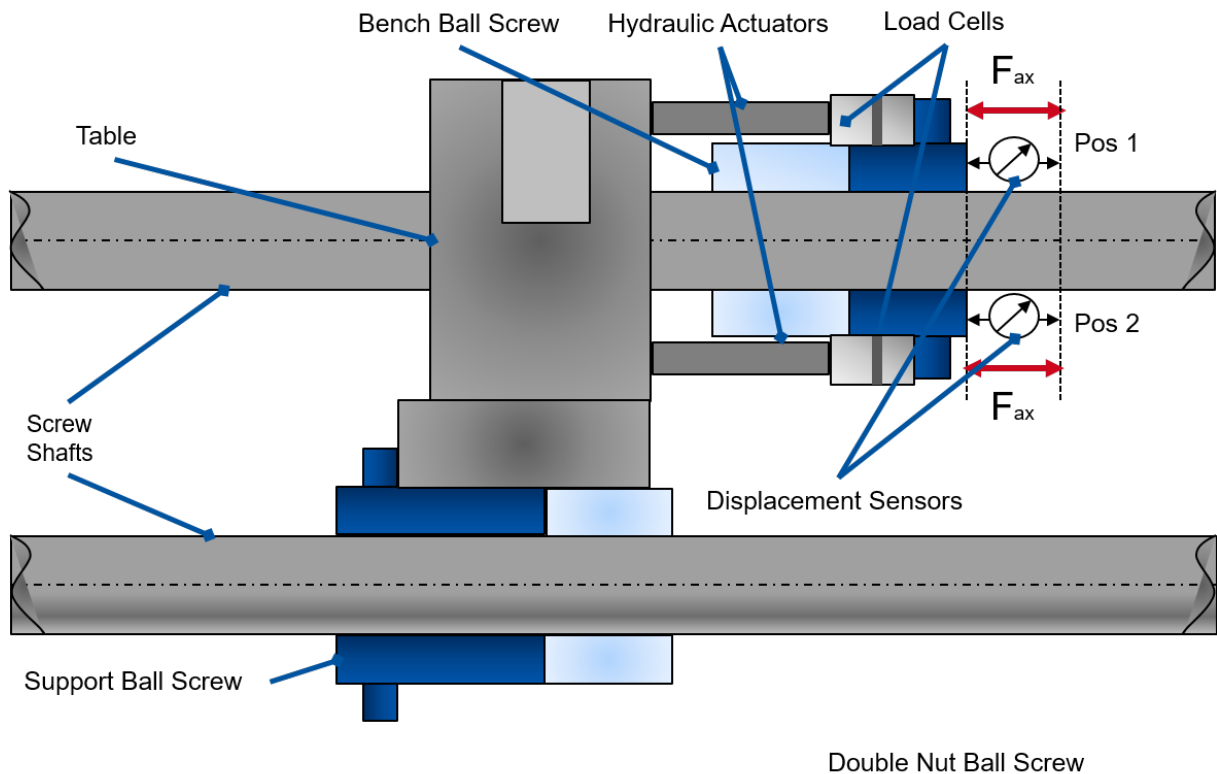 Bench Ball Screw
Hydraulic Actuators
Load Cells
Fax
Table
Pos 1
Pos 2
Fax
Screw
Shafts
Displacement Sensors
Support Ball Screw
Double Nut Ball Screw